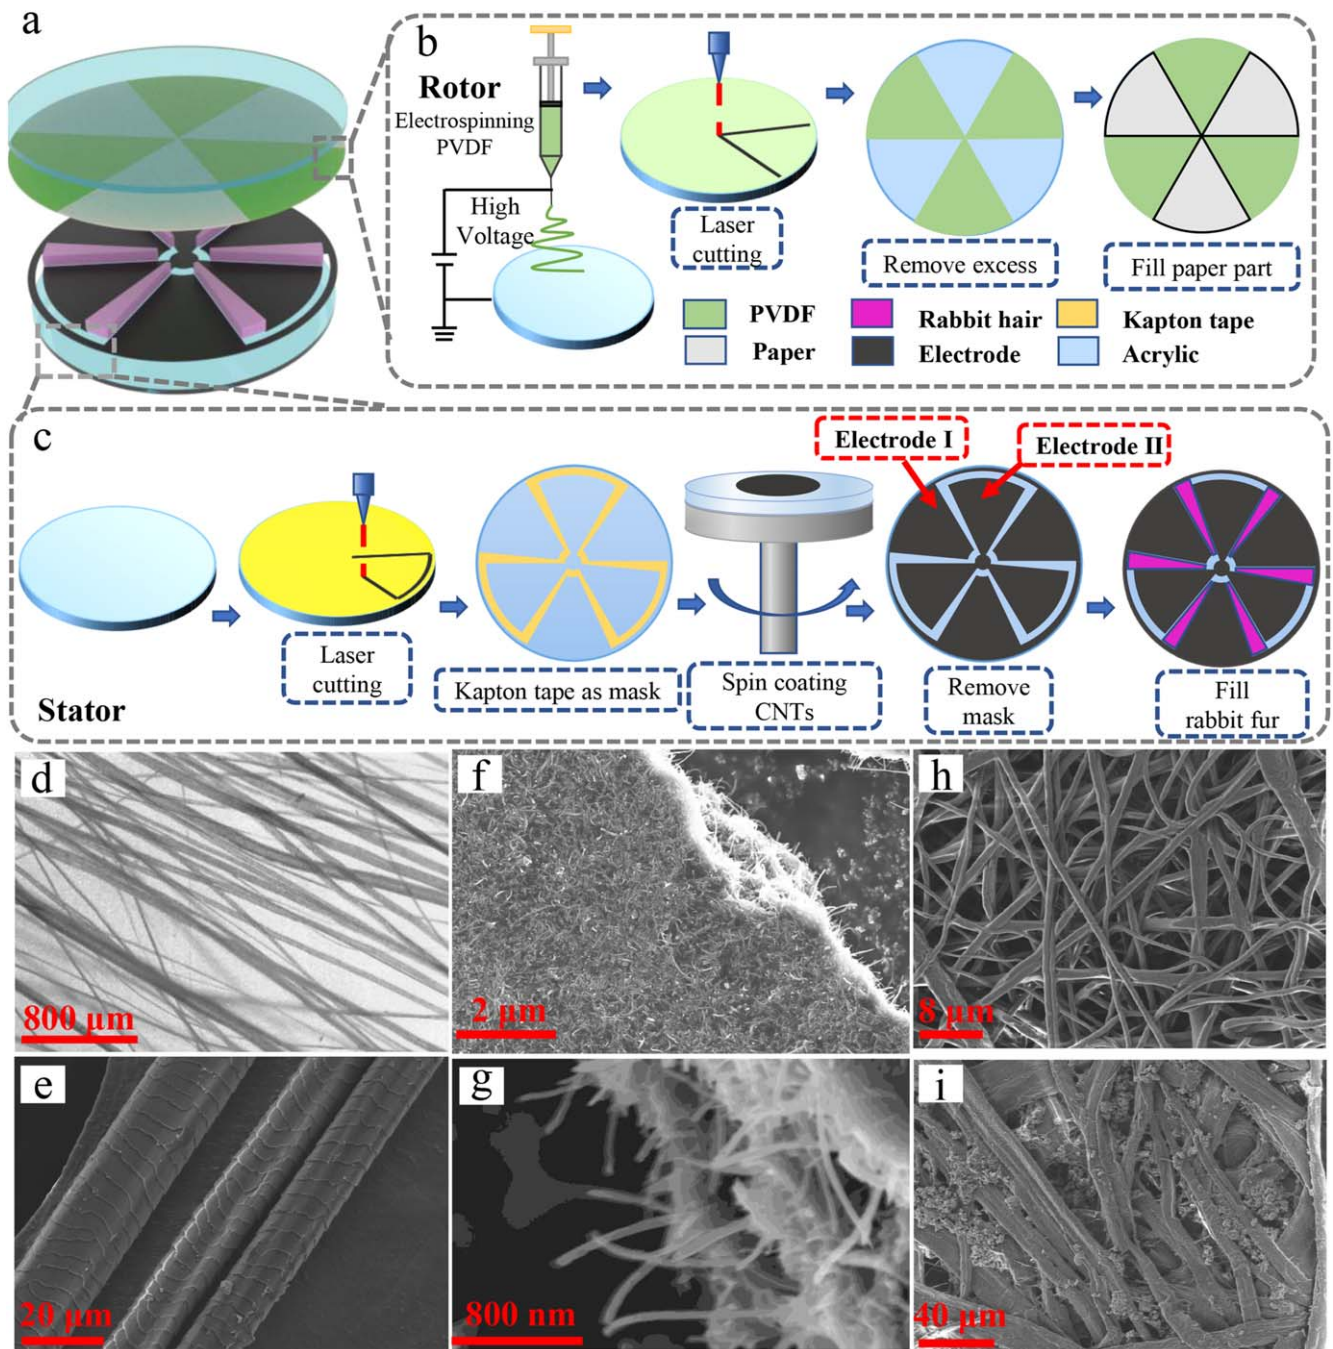 a
b
Rotor
Electrospinning
PVDF
High
Voltage
Laser
cutting
Remove excess
Fill paper part
PVDF
Rabbit hair
Kapton tape
Paper
Electrode
Acrylic
c
Electrode I
Electrode II
Laser
cutting
Kapton tape as mask
Spin coating
CNTs
Remove
mask
Fill
rabbit fur
Stator
d
800 μm
f
2 μm
h
8 μm
e
20 μm
g
800 nm
i
40 μm